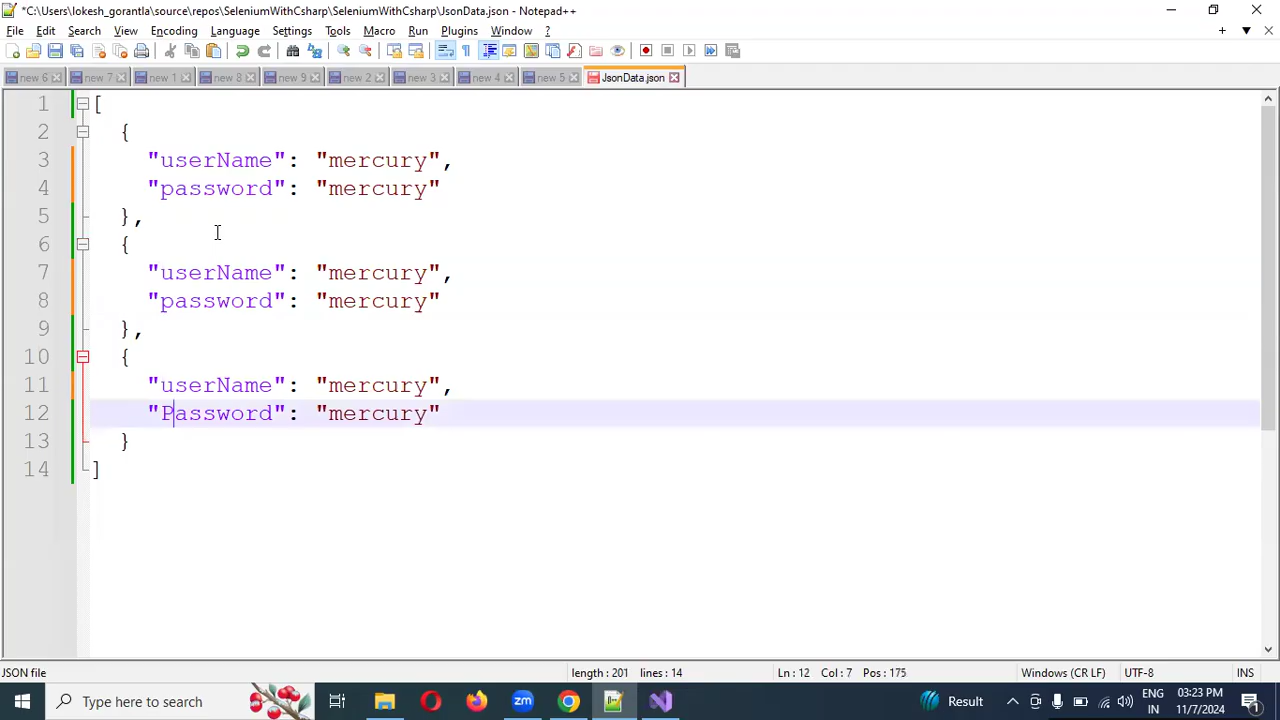 *C:\Users\lokesh_gorantla\source\repos\SeleniumWithCsharp\SeleniumWithCsharp\JsonData.json - Notepad++
File Edit Search View Encoding Language Settings Tools Macro Run Plugins Window ?
new 6 new 7 new 1 new 8 new 9 new 2 new 3 new 4 new 5 JsonData.json
1 [
2 {
3 "userName": "mercury",
4 "password": "mercury"
5 },
6 {
7 "userName": "mercury",
8 "password": "mercury"
9 },
10 {
11 "userName": "mercury",
12 "Password": "mercury"
13 }
14 ]
JSON file length : 201 lines : 14 Ln : 12 Col : 7 Pos : 175 Windows (CR LF) UTF-8 INS
Type here to search zm Result ENG IN 03:23 PM 11/7/2024 1